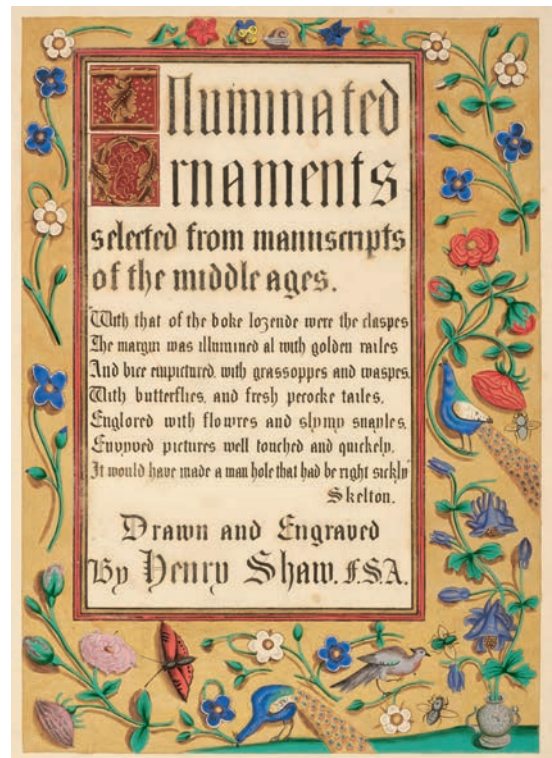 Illuminated
Ornaments
selected from manuscripts
of the middle ages.
With that of the boke lozende were the claspes
The margin was illumined al with golden railes
And bice empictured, with grassoppes and waspes,
With butterflies, and fresh pecocke tailes,
Englored with flowres and slymy snayles,
Envyved pictures well touched and quickely,
It would have made a man hole that had be right sickly
Skelton.
Drawn and Engraved
By Henry Shaw, F.S.A.